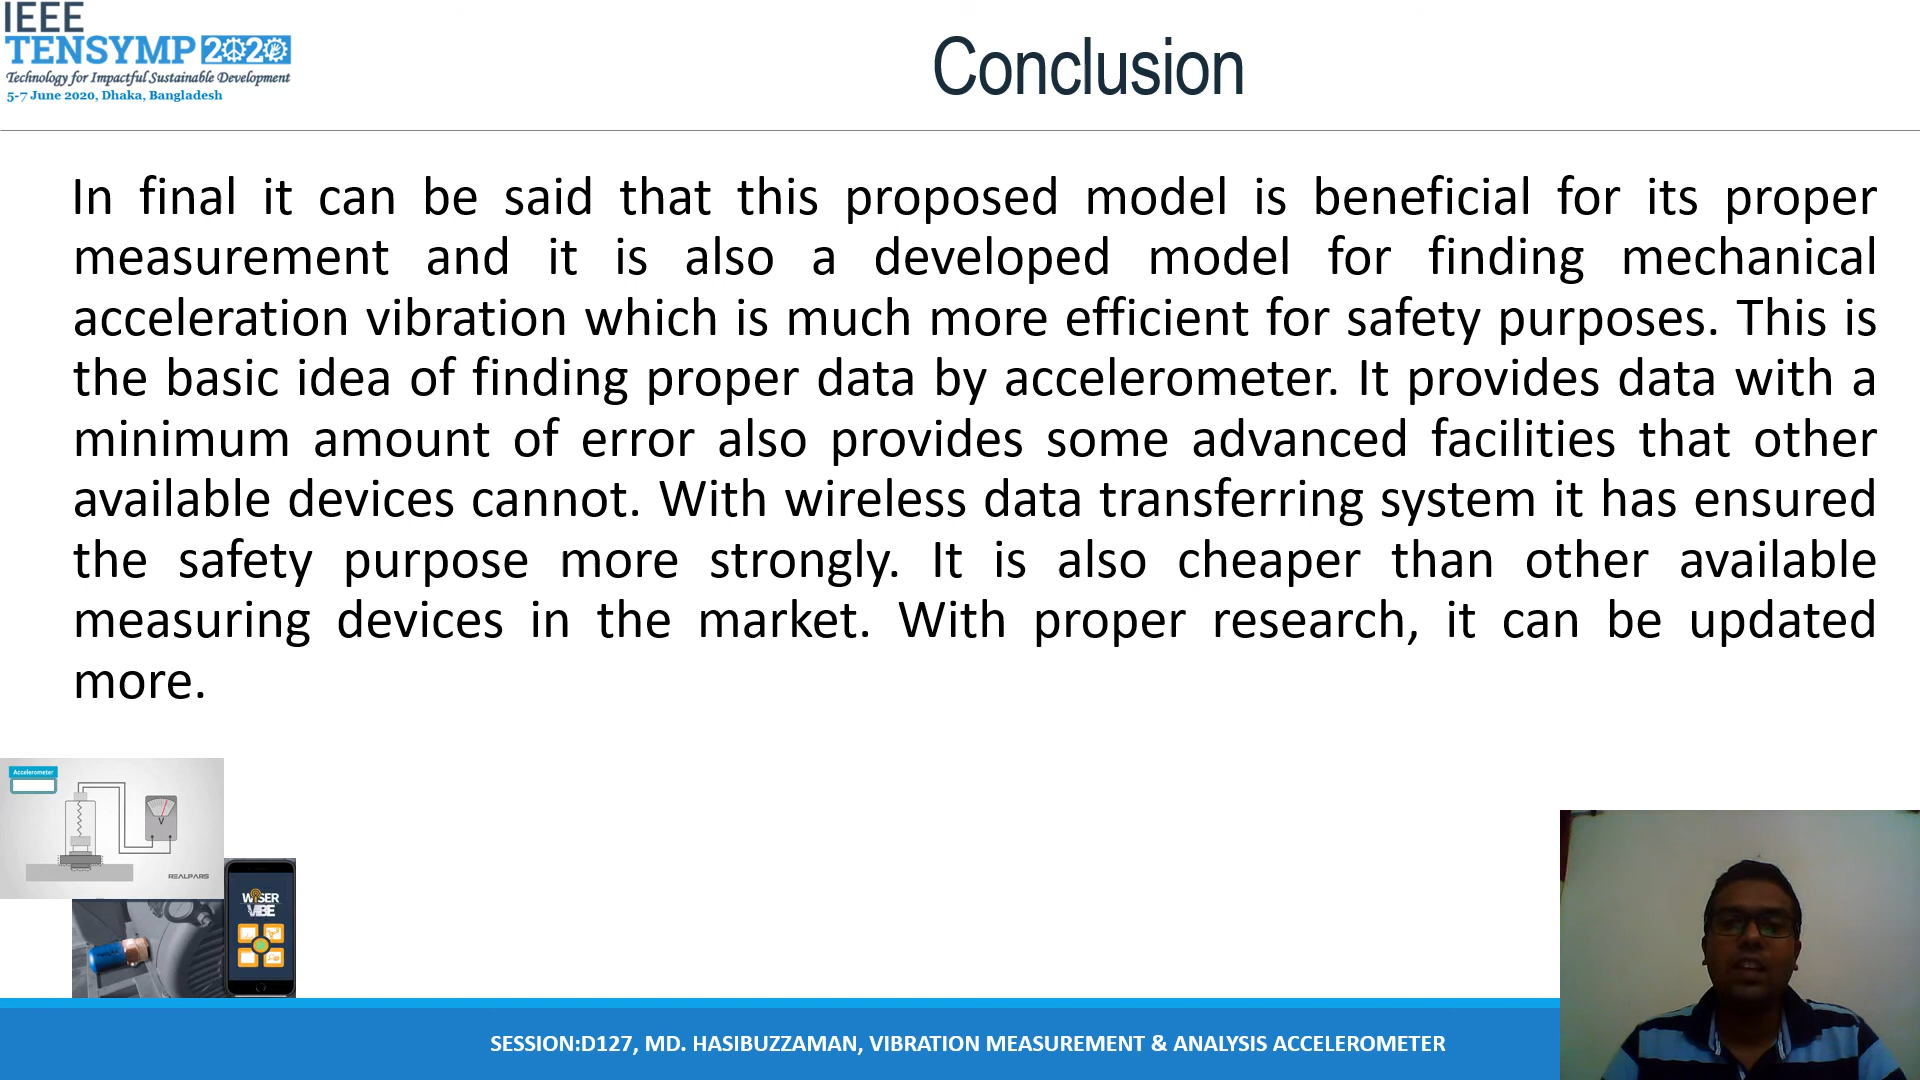 IEEE
TENSYMP 2020
Technology for Impactful Sustainable Development
5-7 June 2020, Dhaka, Bangladesh
Conclusion
In final it can be said that this proposed model is beneficial for its proper
measurement and it is also a developed model for finding mechanical
acceleration vibration which is much more efficient for safety purposes. This is
the basic idea of finding proper data by accelerometer. It provides data with a
minimum amount of error also provides some advanced facilities that other
available devices cannot. With wireless data transferring system it has ensured
the safety purpose more strongly. It is also cheaper than other available
measuring devices in the market. With proper research, it can be updated
more.
Accelerometer
V
REALPARS
WISER
VIBE
SESSION:D127, MD. HASIBUZZAMAN, VIBRATION MEASUREMENT & ANALYSIS ACCELEROMETER